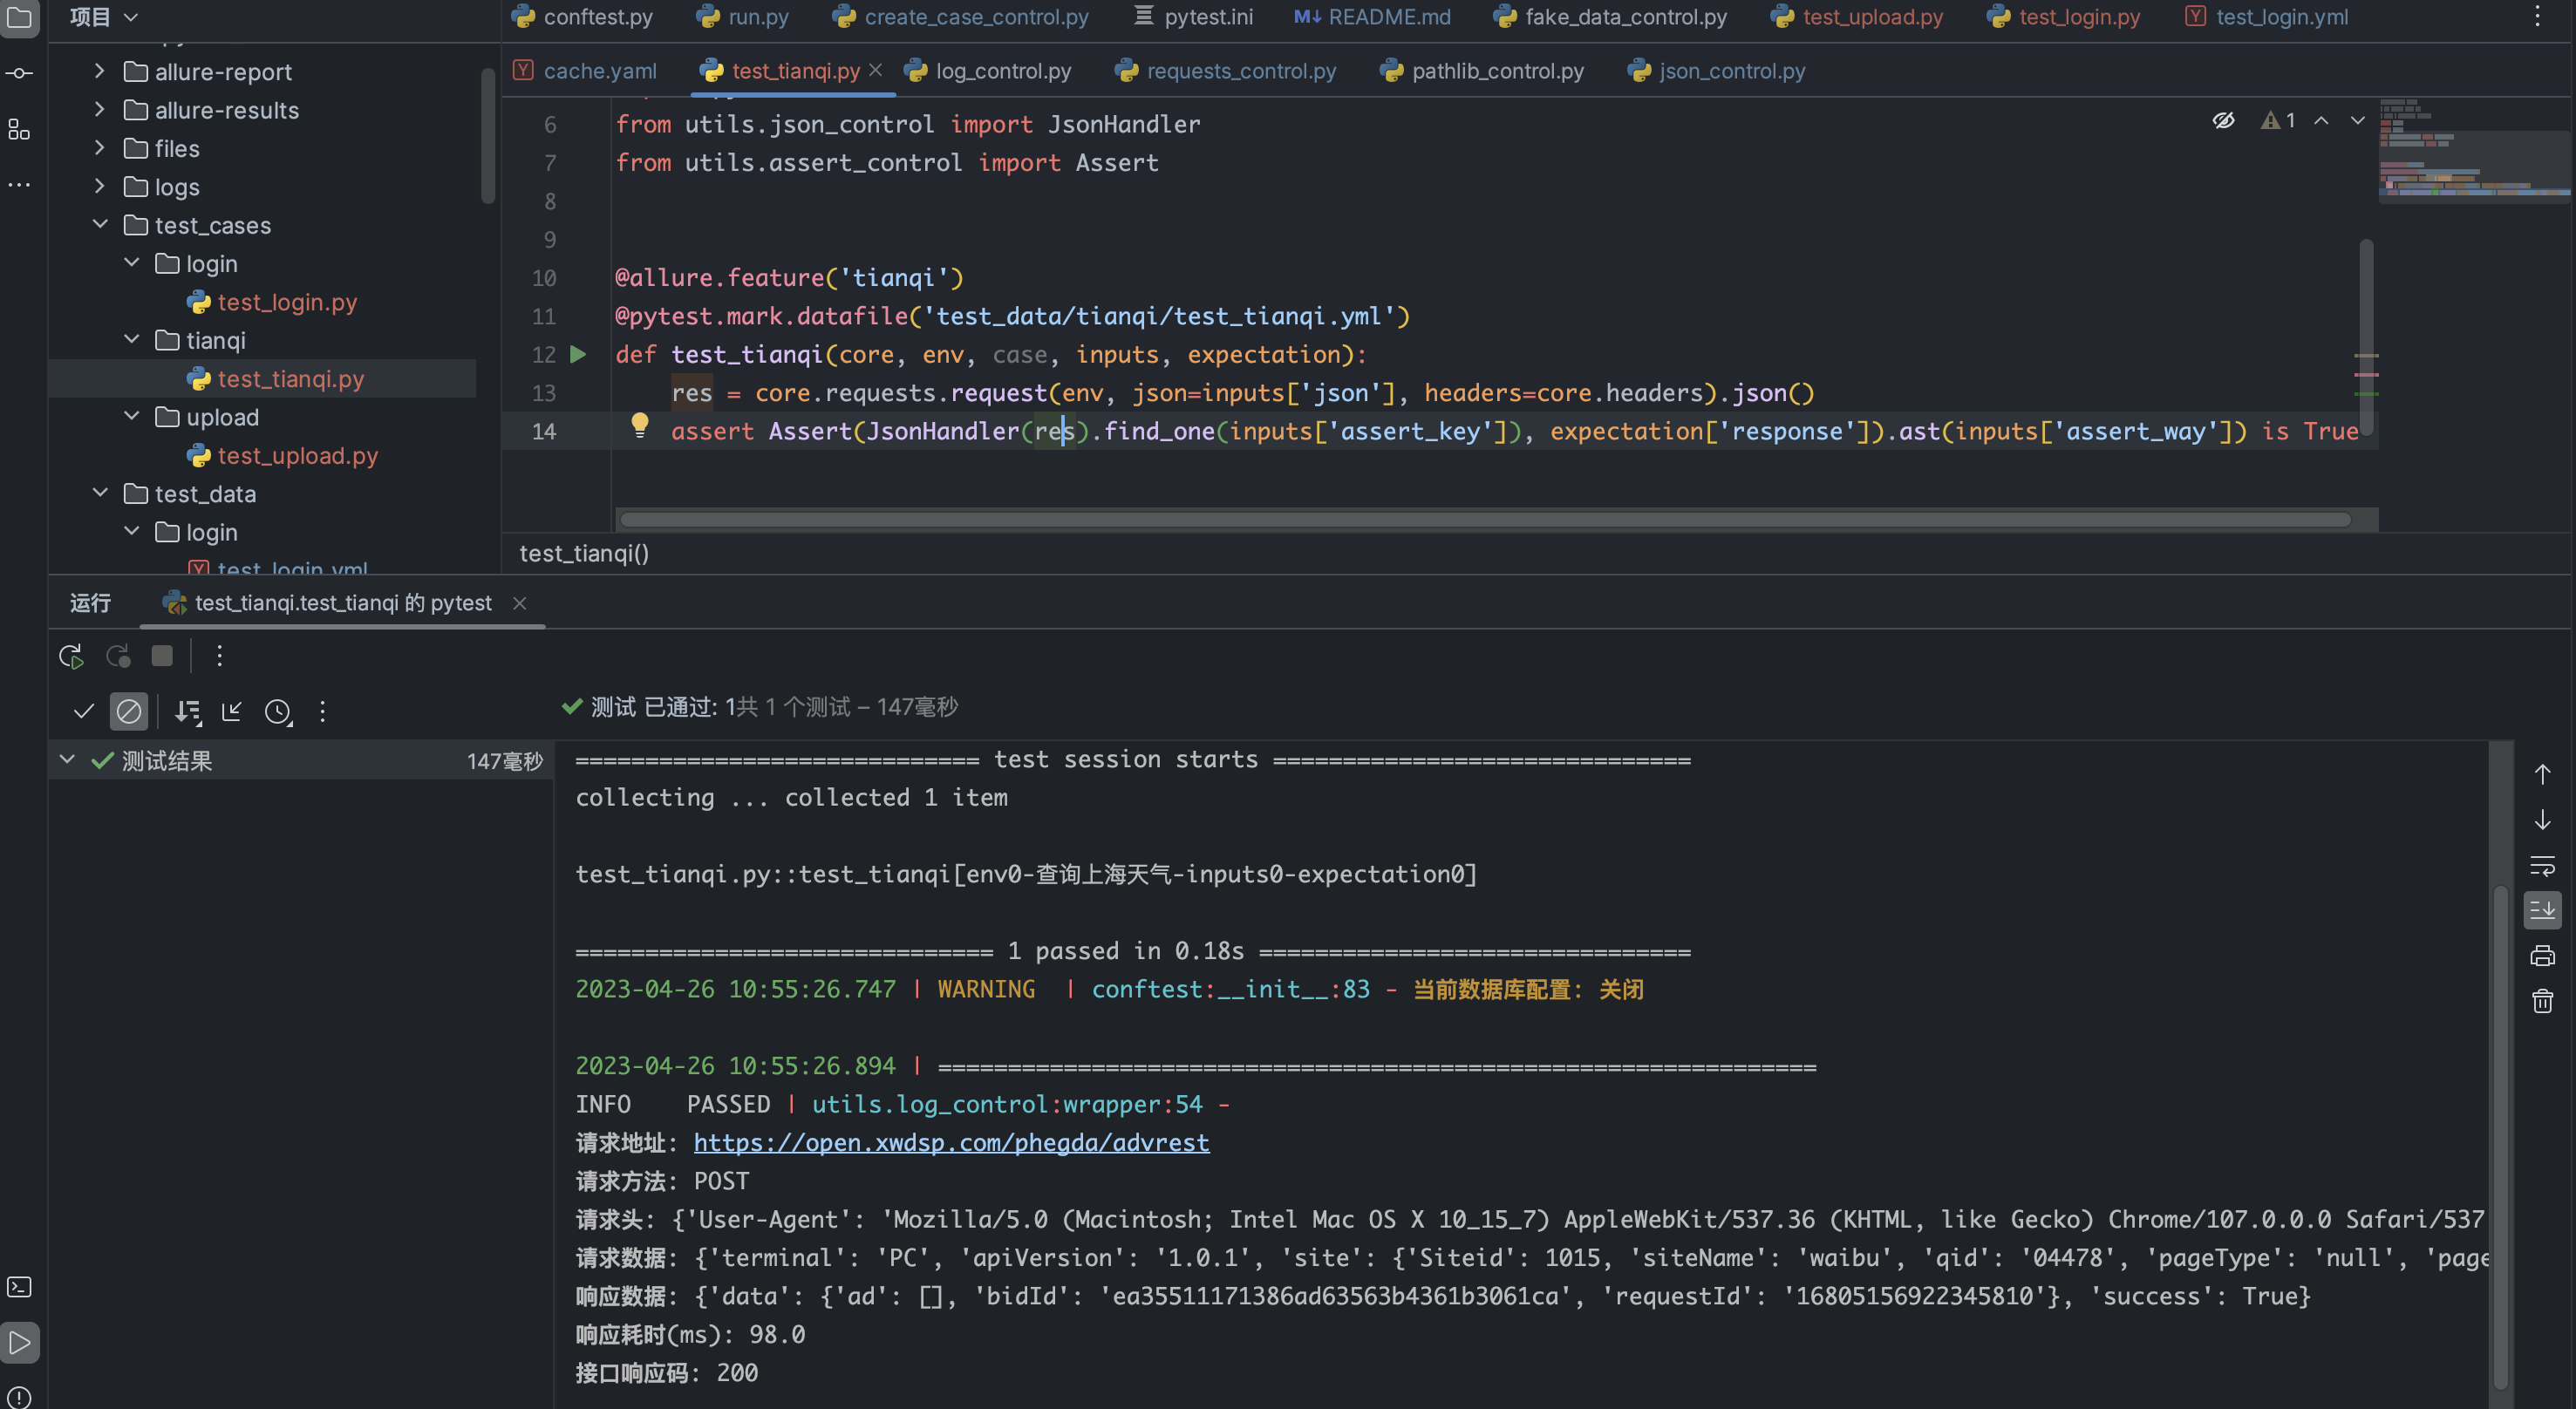 项目
conftest.py
run.py
create_case_control.py
pytest.ini
M↓ README.md
fake_data_control.py
test_upload.py
test_login.py
test_login.yml
cache.yaml
test_tianqi.py
log_control.py
requests_control.py
pathlib_control.py
json_control.py
allure-report
allure-results
files
logs
test_cases
login
test_login.py
tianqi
test_tianqi.py
upload
test_upload.py
test_data
login
test_login.yml
1
6 from utils.json_control import JsonHandler
7 from utils.assert_control import Assert
8
9
10 @allure.feature('tianqi')
11 @pytest.mark.datafile('test_data/tianqi/test_tianqi.yml')
12 def test_tianqi(core, env, case, inputs, expectation):
13 res = core.requests.request(env, json=inputs['json'], headers=core.headers).json()
14 assert Assert(JsonHandler(res).find_one(inputs['assert_key']), expectation['response']).ast(inputs['assert_way']) is True
test_tianqi()
运行
test_tianqi.test_tianqi 的 pytest
测试 已通过: 1共 1 个测试 – 147毫秒
测试结果 147毫秒
============================= test session starts ==============================
collecting ... collected 1 item
test_tianqi.py::test_tianqi[env0-查询上海天气-inputs0-expectation0]
============================== 1 passed in 0.18s ===============================
2023-04-26 10:55:26.747 | WARNING | conftest:__init__:83 - 当前数据库配置: 关闭
2023-04-26 10:55:26.894 | ===============================================================
INFO PASSED | utils.log_control:wrapper:54 -
请求地址: https://open.xwdsp.com/phegda/advrest
请求方法: POST
请求头: {'User-Agent': 'Mozilla/5.0 (Macintosh; Intel Mac OS X 10_15_7) AppleWebKit/537.36 (KHTML, like Gecko) Chrome/107.0.0.0 Safari/537
请求数据: {'terminal': 'PC', 'apiVersion': '1.0.1', 'site': {'Siteid': 1015, 'siteName': 'waibu', 'qid': '04478', 'pageType': 'null', 'page
响应数据: {'data': {'ad': [], 'bidId': 'ea35511171386ad63563b4361b3061ca', 'requestId': '16805156922345810'}, 'success': True}
响应耗时(ms): 98.0
接口响应码: 200